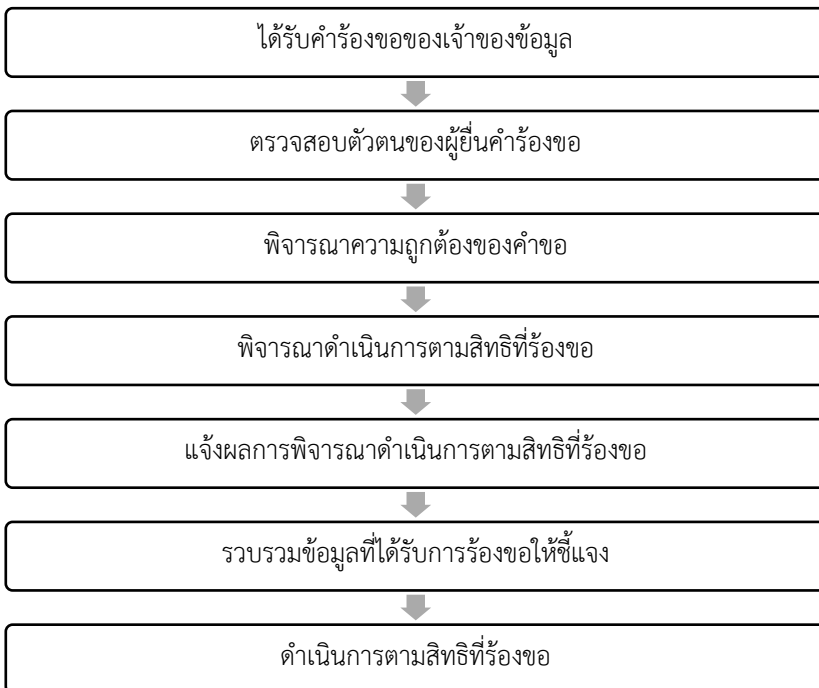 ได้รับคำร้องขอของเจ้าของข้อมูล
ตรวจสอบตัวตนของผู้ยื่นคำร้องขอ
พิจารณาความถูกต้องของคำขอ
พิจารณาดำเนินการตามสิทธิที่ร้องขอ
แจ้งผลการพิจารณาดำเนินการตามสิทธิที่ร้องขอ
รวบรวมข้อมูลที่ได้รับการร้องขอให้ชี้แจง
ดำเนินการตามสิทธิที่ร้องขอ